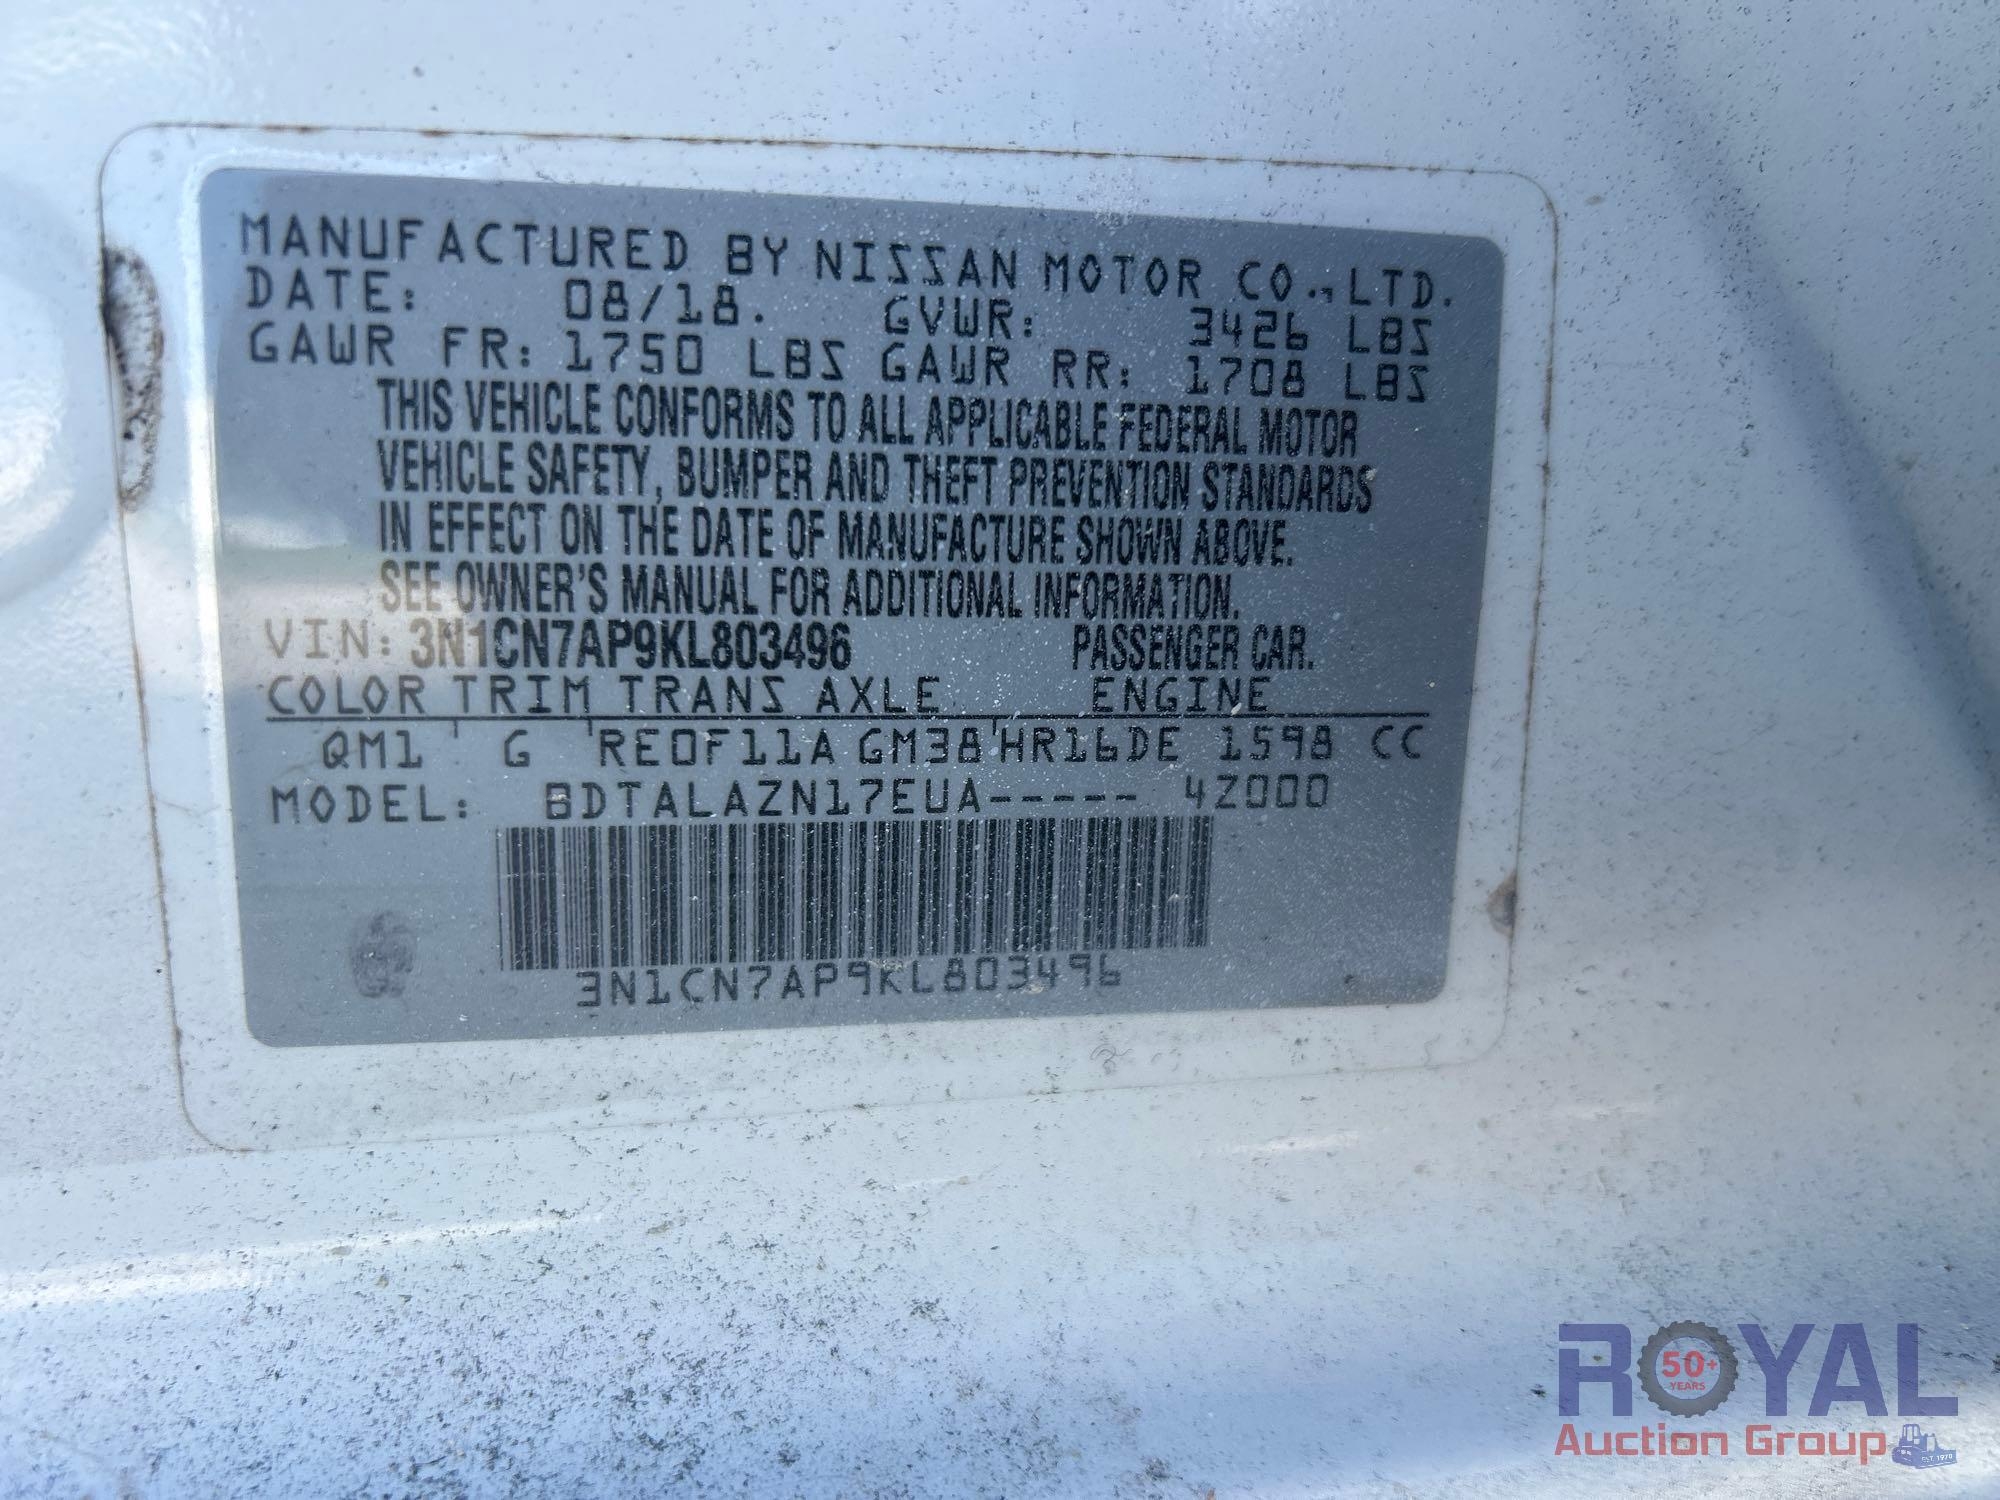 MANUFACTURED BY NISSAN MOTOR CO., LTD.
DATE: 08/18. GVWR: 3426 LBS
GAWR FR: 1750 LBS GAWR RR: 1708 LBS
THIS VEHICLE CONFORMS TO ALL APPLICABLE FEDERAL MOTOR
VEHICLE SAFETY, BUMPER AND THEFT PREVENTION STANDARDS
IN EFFECT ON THE DATE OF MANUFACTURE SHOWN ABOVE.
SEE OWNER'S MANUAL FOR ADDITIONAL INFORMATION.
VIN: 3N1CN7AP9KL803496 PASSENGER CAR.
COLOR TRIM TRANS AXLE ENGINE
QM1 G RE0F11A GM38 HR16DE 1598 CC
MODEL: BDTALAZN17EUA----- 4Z000
3N1CN7AP9KL803496
ROYAL
50+
YEARS
Auction Group
EST. 1970